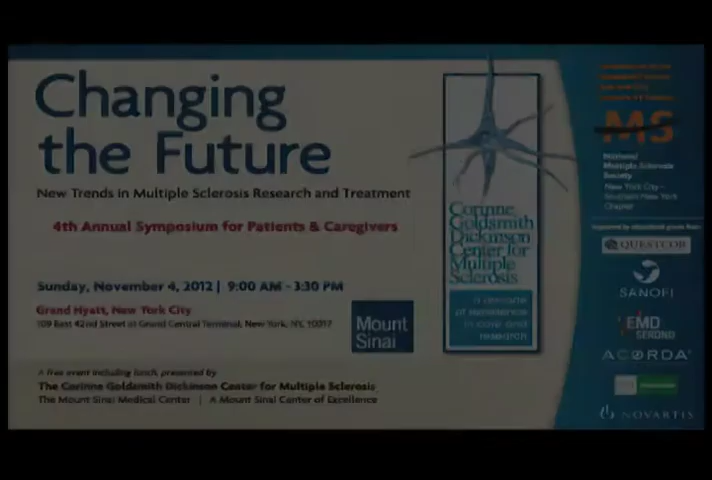 Changing
the Future
New Trends in Multiple Sclerosis Research and Treatment
4th Annual Symposium for Patients & Caregivers
Sunday, November 4, 2012 | 9:00 AM - 3:30 PM
Grand Hyatt, New York City
109 East 42nd Street at Grand Central Terminal, New York, NY, 10017
Mount
Sinai
A free event including lunch, presented by
The Corinne Goldsmith Dickinson Center for Multiple Sclerosis
The Mount Sinai Medical Center | A Mount Sinai Center of Excellence
Corinne
Goldsmith
Dickinson
Center for
Multiple
Sclerosis
a decade
of excellence
in care and
research
MS
National
Multiple Sclerosis
Society
New York City -
Southern New York
Chapter
Supported by educational grants from:
QUESTCOR
SANOFI
EMD
SERONO
ACORDA
NOVARTIS